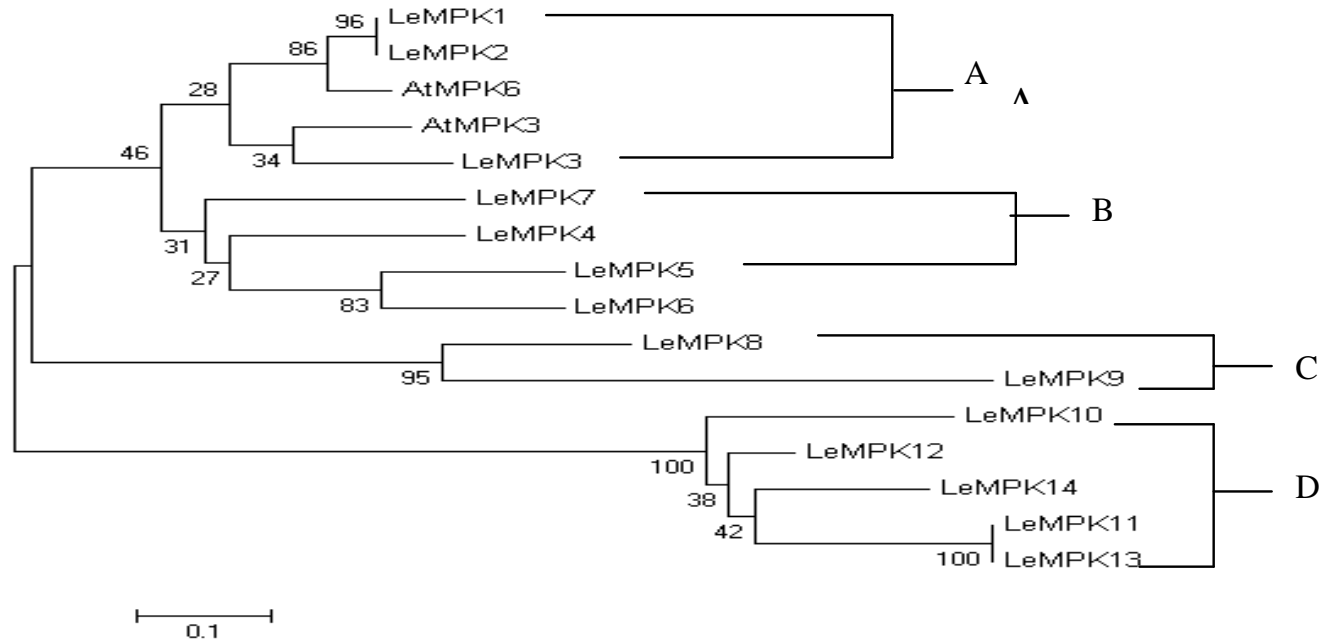 96
LeMPK1
86
LeMPK2
A
28
AtMPK6
AtMPK3
46
34
LeMPK3
LeMPK7
B
31
LeMPK4
27
LeMPK5
83
LeMPK6
LeMPK8
C
95
LeMPK9
LeMPK10
100
LeMPK12
38
LeMPK14
D
42
LeMPK11
100
LeMPK13
0.1